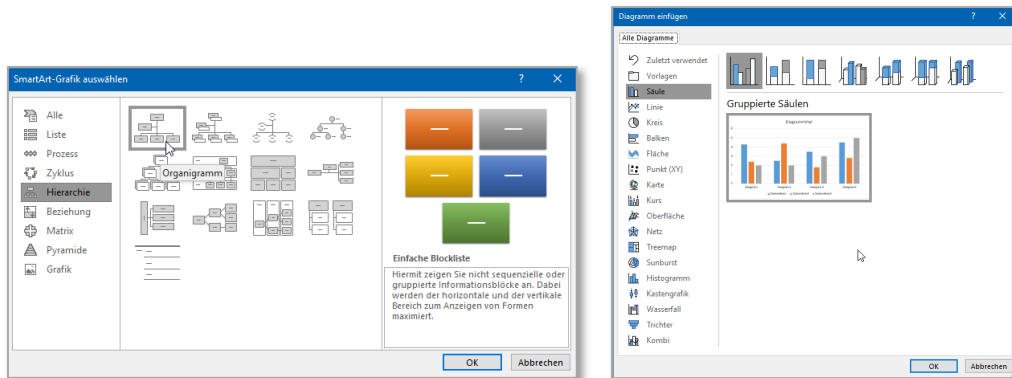 SmartArt-Grafik auswählen
Alle
Liste
Prozess
Zyklus
Hierarchie
Beziehung
Matrix
Pyramide
Grafik
Organigramm
Einfache Blockliste
Hiermit zeigen Sie nicht sequenzielle oder
gruppierte Informationsblöcke an. Dabei
werden der horizontale und der vertikale
Bereich zum Anzeigen von Formen
maximiert.
OK
Abbrechen
Diagramm einfügen
Alle Diagramme
Zuletzt verwendet
Vorlagen
Säule
Linie
Kreis
Balken
Fläche
Punkt (XY)
Karte
Kurs
Oberfläche
Netz
Treemap
Sunburst
Histogramm
Kastengrafik
Wasserfall
Trichter
Kombi
Gruppierte Säulen
Diagrammtitel
OK
Abbrechen